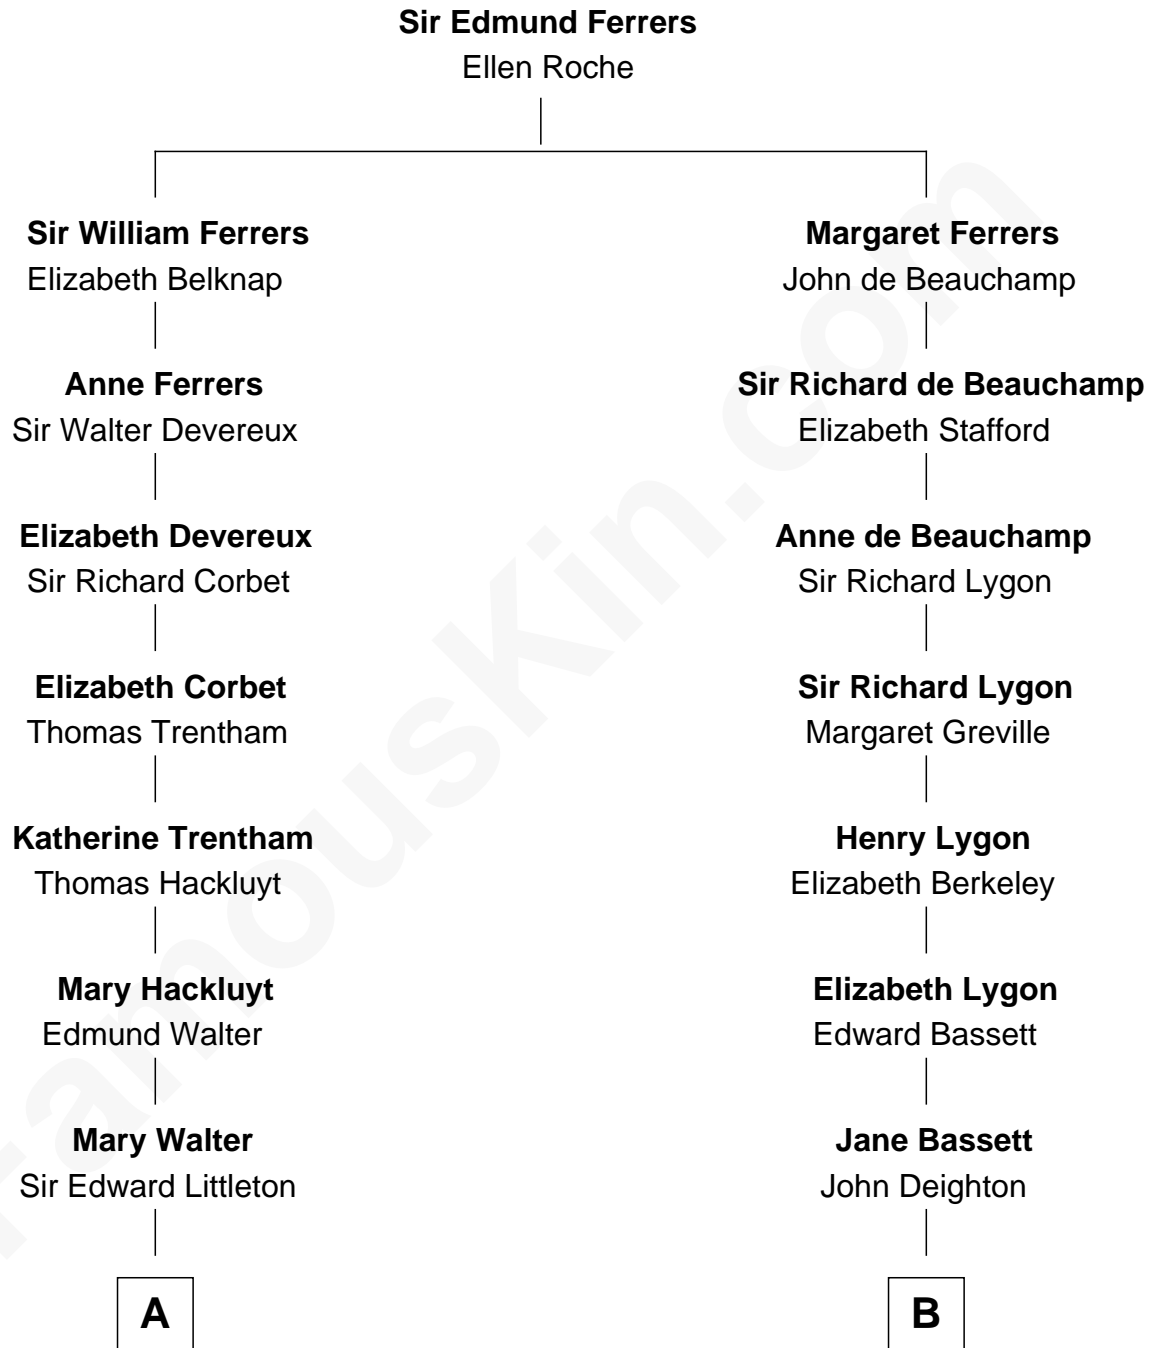 Sir Edmund Ferrers
Ellen Roche
Sir William Ferrers
Elizabeth Belknap
Margaret Ferrers
John de Beauchamp
Anne Ferrers
Sir Walter Devereux
Sir Richard de Beauchamp
Elizabeth Stafford
Elizabeth Devereux
Sir Richard Corbet
Anne de Beauchamp
Sir Richard Lygon
Elizabeth Corbet
Thomas Trentham
Sir Richard Lygon
Margaret Greville
Katherine Trentham
Thomas Hackluyt
Henry Lygon
Elizabeth Berkeley
Mary Hackluyt
Edmund Walter
Elizabeth Lygon
Edward Bassett
Mary Walter
Sir Edward Littleton
Jane Bassett
John Deighton
A
B
FamousKin.com